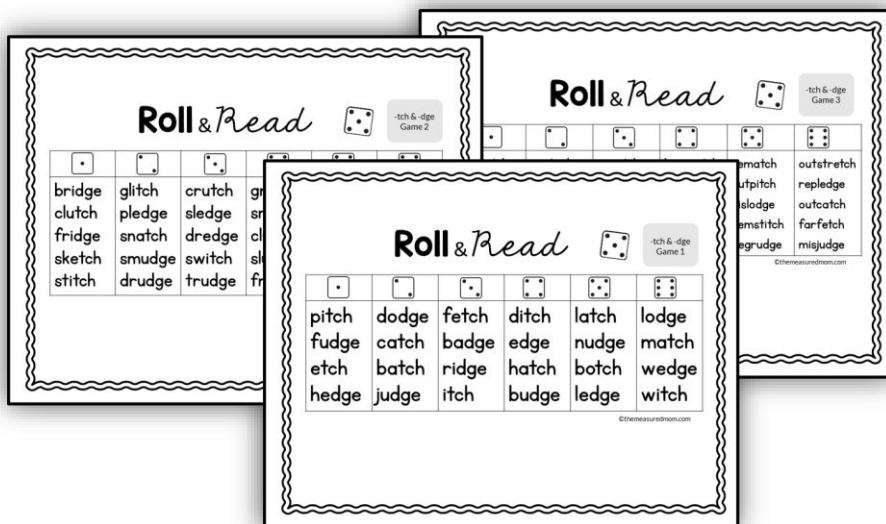 Roll & Read
-tch & -dge
Game 2
bridge glitch crutch
clutch pledge sledge
fridge snatch dredge
sketch smudge switch
stitch drudge trudge
Roll & Read
-tch & -dge
Game 3
outstretch
repledge
outcatch
farfetch
misjudge
©themeasuredmom.com
Roll & Read
-tch & -dge
Game 1
pitch dodge fetch ditch latch lodge
fudge catch badge edge nudge match
etch batch ridge hatch botch wedge
hedge judge itch budge ledge witch
©themeasuredmom.com